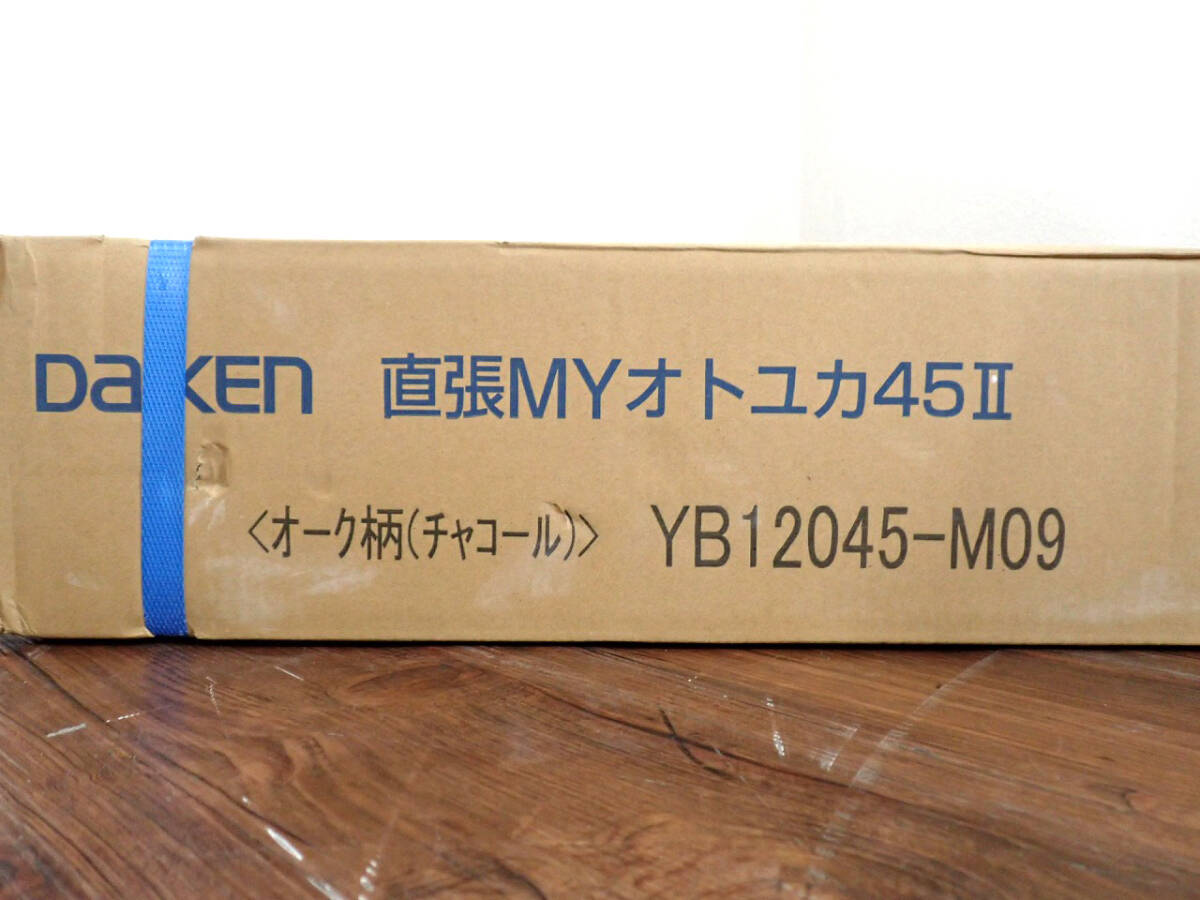 DAIKEN 直張MYオトユカ45Ⅱ
<オーク柄(チャコール)> YB12045-M09